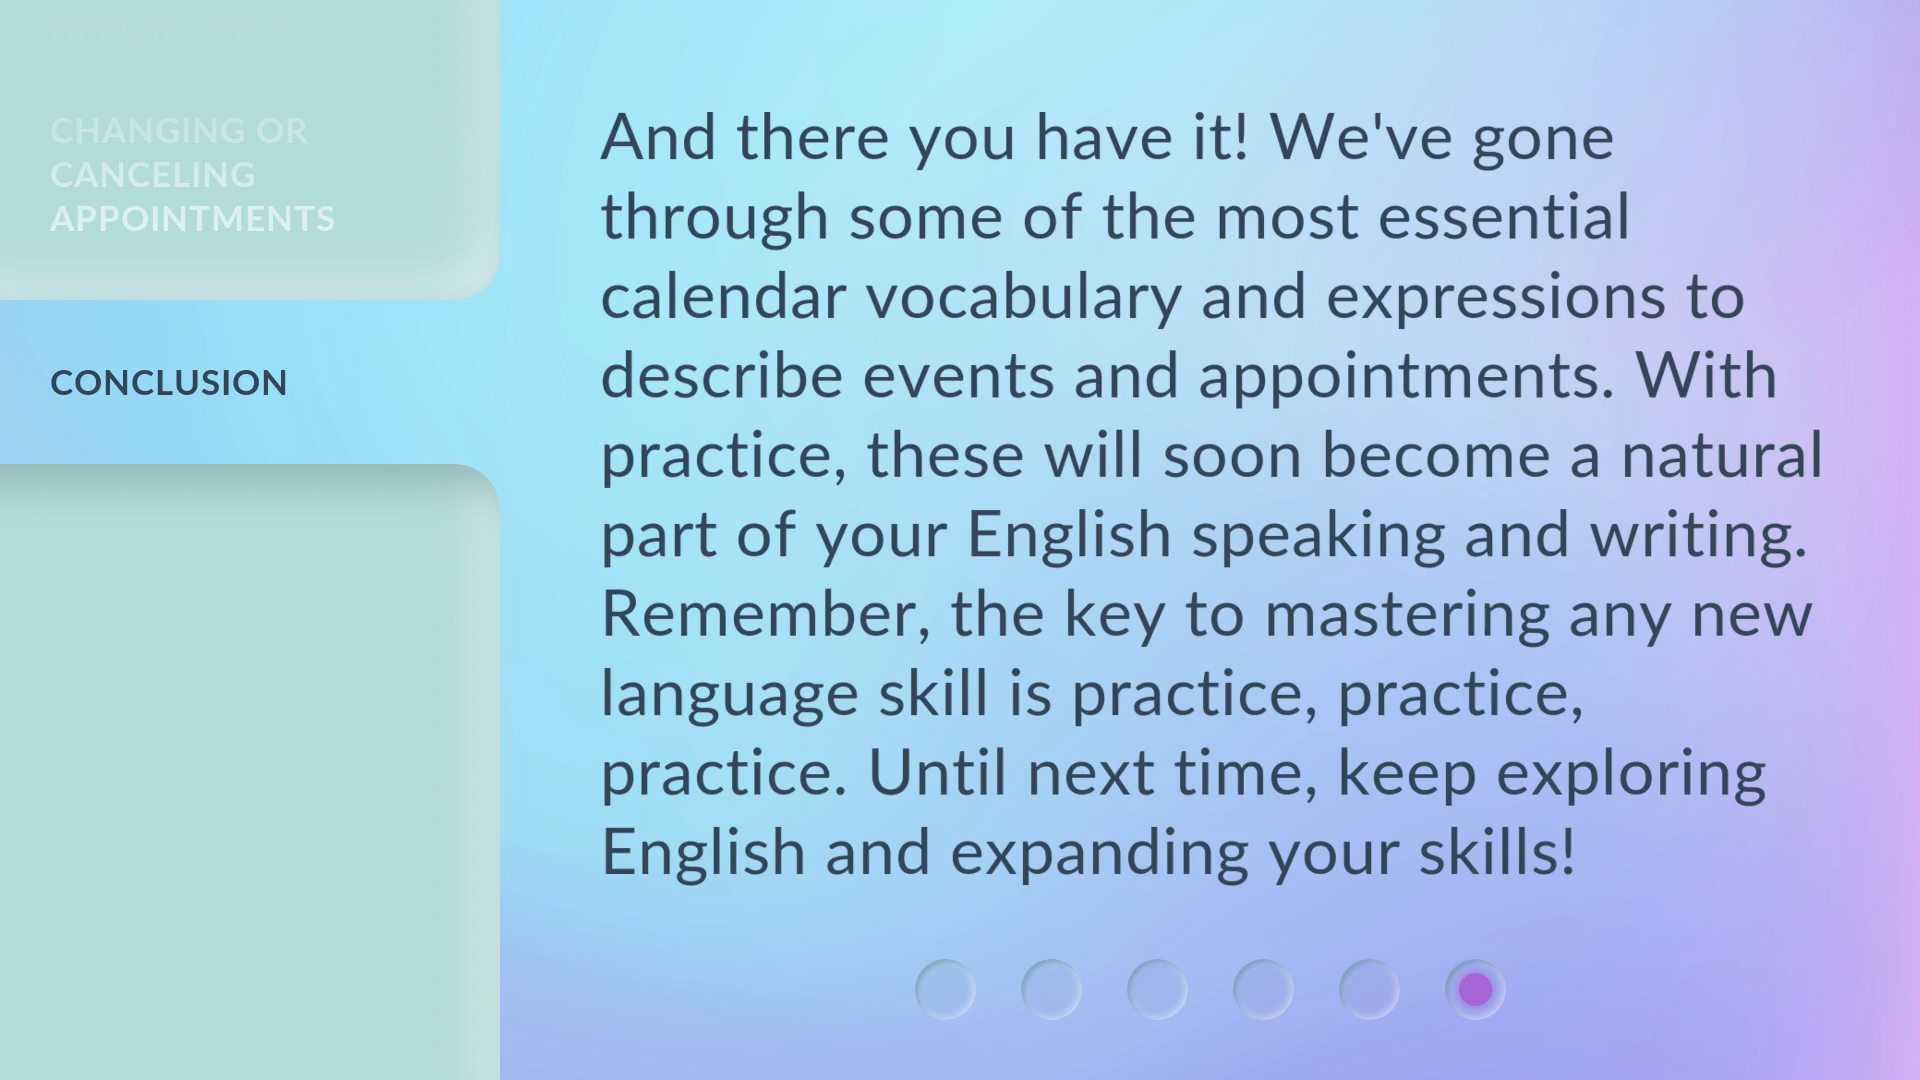 APPOINTMENTS
CHANGING OR
CANCELING
APPOINTMENTS
CONCLUSION
And there you have it! We've gone
through some of the most essential
calendar vocabulary and expressions to
describe events and appointments. With
practice, these will soon become a natural
part of your English speaking and writing.
Remember, the key to mastering any new
language skill is practice, practice,
practice. Until next time, keep exploring
English and expanding your skills!